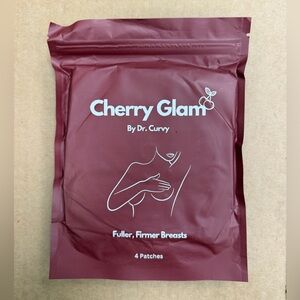 Cherry Glam
By Dr. Curvy
Fuller, Firmer Breasts
4 Patches